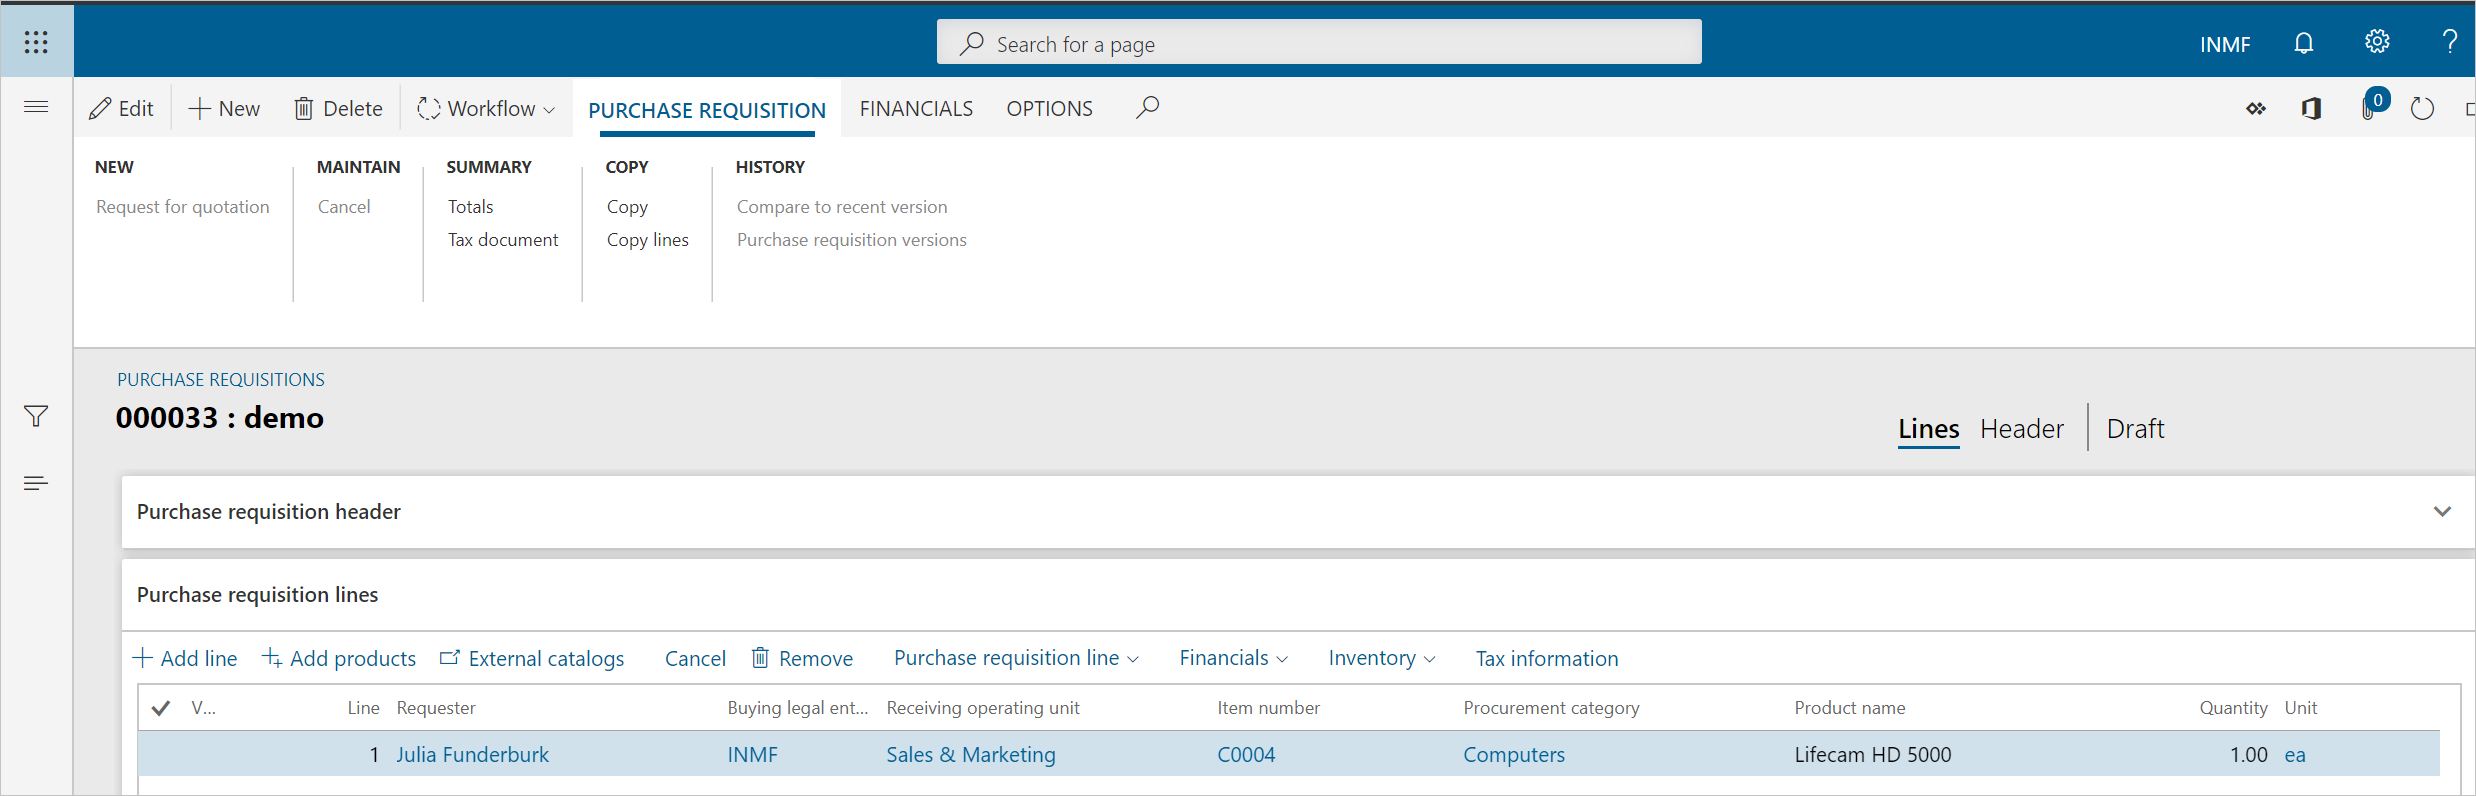 Search for a page
INMF
?
Edit
New
Delete
Workflow
PURCHASE REQUISITION
FINANCIALS
OPTIONS
0
NEW
Request for quotation
MAINTAIN
Cancel
SUMMARY
Totals
Tax document
COPY
Copy
Copy lines
HISTORY
Compare to recent version
Purchase requisition versions
PURCHASE REQUISITIONS
000033 : demo
Lines Header Draft
Purchase requisition header
Purchase requisition lines
Add line Add products External catalogs Cancel Remove Purchase requisition line Financials Inventory Tax information
V... Line Requester Buying legal ent... Receiving operating unit Item number Procurement category Product name Quantity Unit
1 Julia Funderburk INMF Sales & Marketing C0004 Computers Lifecam HD 5000 1.00 ea